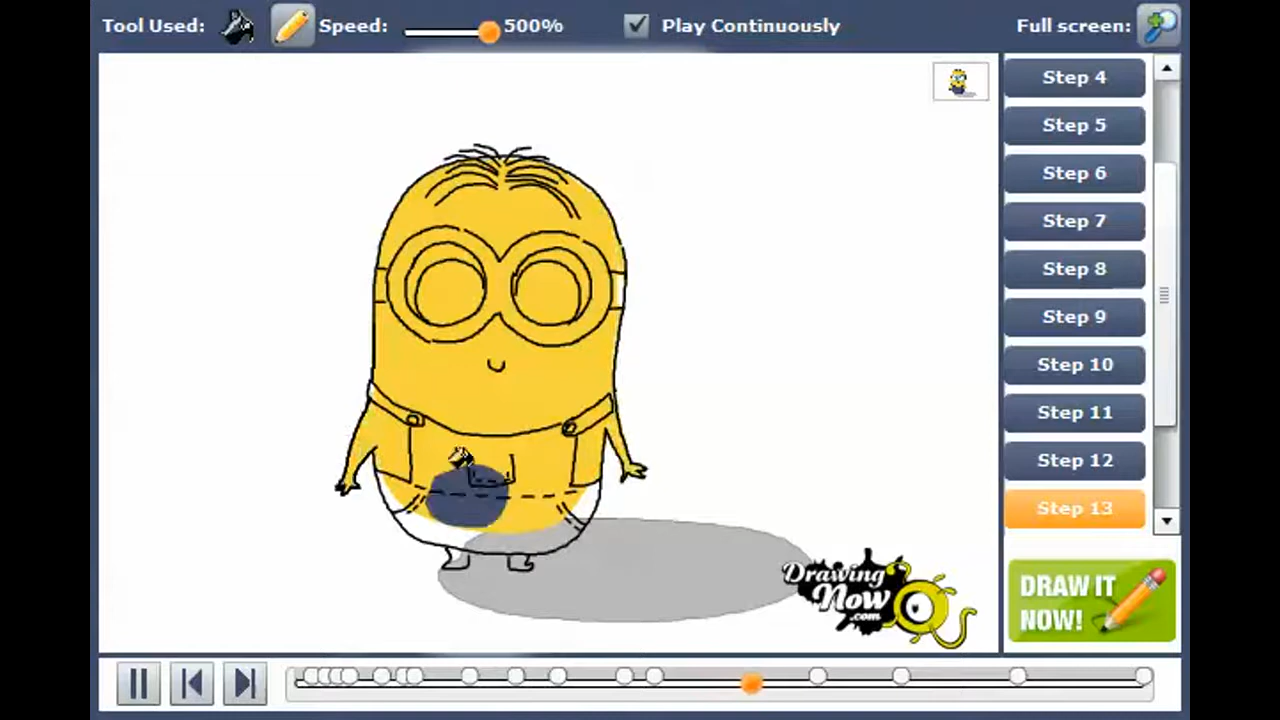 Tool Used:
Speed:
500%
Play Continuously
Full screen:
Step 4
Step 5
Step 6
Step 7
Step 8
Step 9
Step 10
Step 11
Step 12
Step 13
Drawing
Now
.com
DRAW IT
NOW!